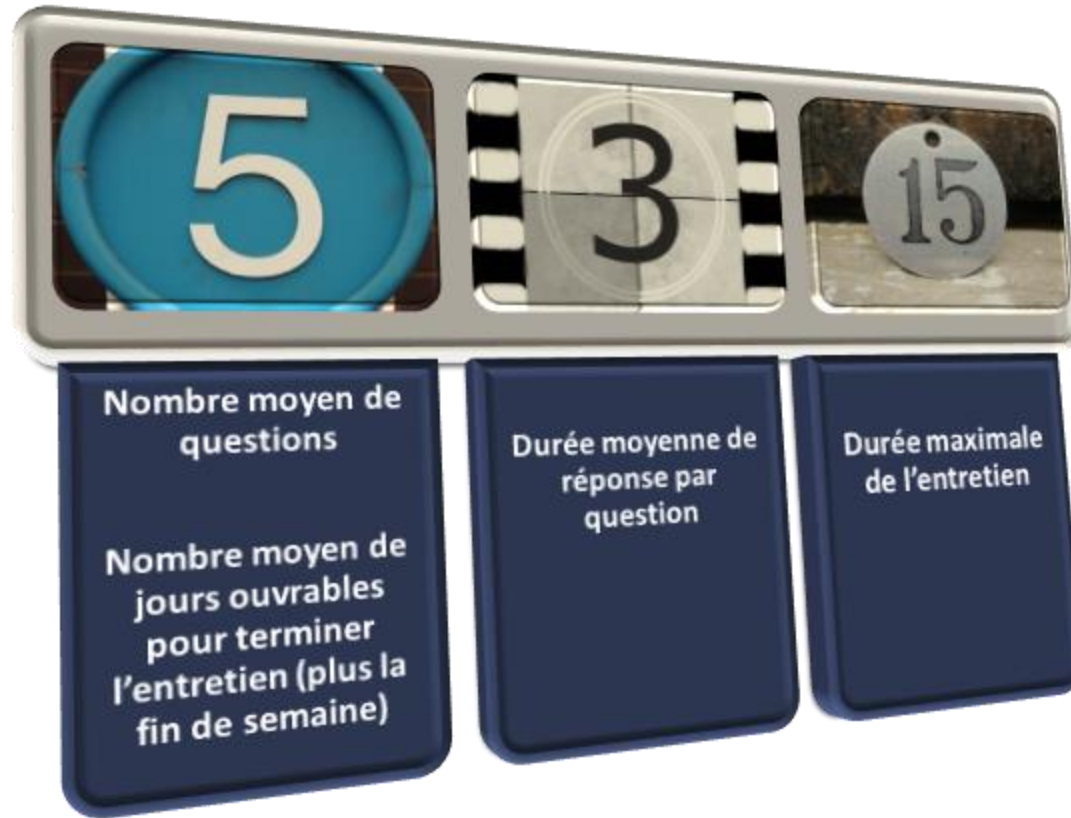 5
3
15
Nombre moyen de
questions
Nombre moyen de
jours ouvrables
pour terminer
l’entretien (plus la
fin de semaine)
Durée moyenne de
réponse par
question
Durée maximale
de l’entretien